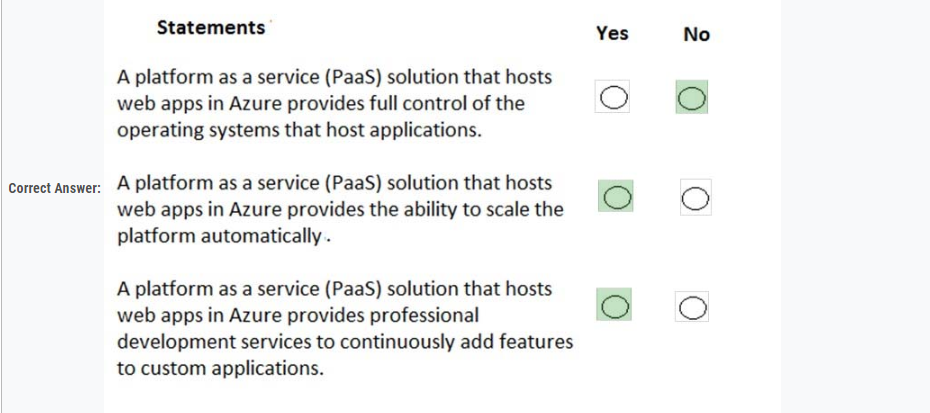 Statements
Yes No
A platform as a service (PaaS) solution that hosts
web apps in Azure provides full control of the
operating systems that host applications.
Correct Answer:
A platform as a service (PaaS) solution that hosts
web apps in Azure provides the ability to scale the
platform automatically.
A platform as a service (PaaS) solution that hosts
web apps in Azure provides professional
development services to continuously add features
to custom applications.